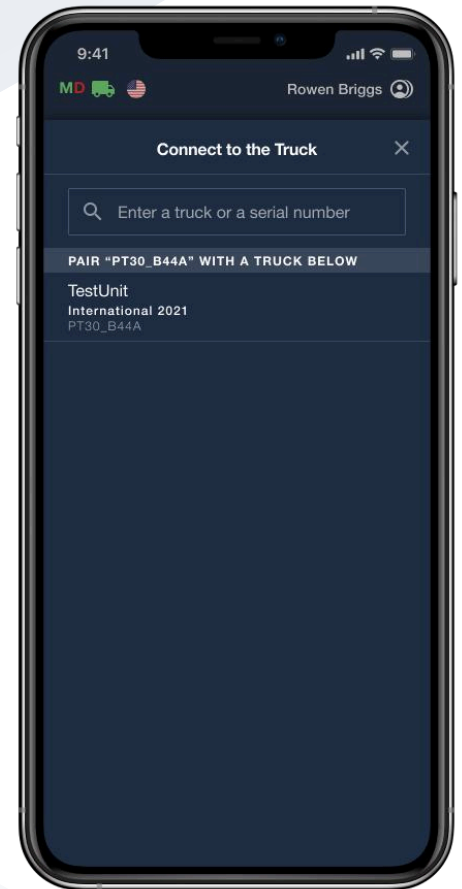 9:41
MD
Rowen Briggs
Connect to the Truck
Enter a truck or a serial number
PAIR “PT30_B44A” WITH A TRUCK BELOW
TestUnit
International 2021
PT30_B44A